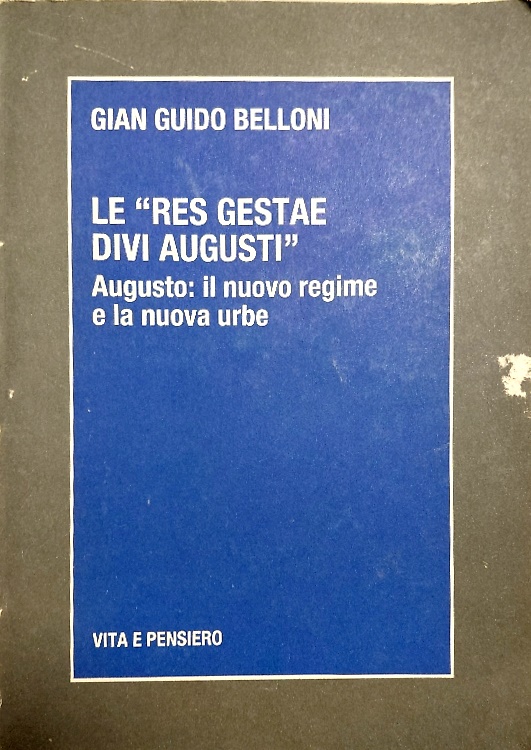 GIAN GUIDO BELLONI
LE “RES GESTAE
DIVI AUGUSTI”
Augusto: il nuovo regime
e la nuova urbe
VITA E PENSIERO